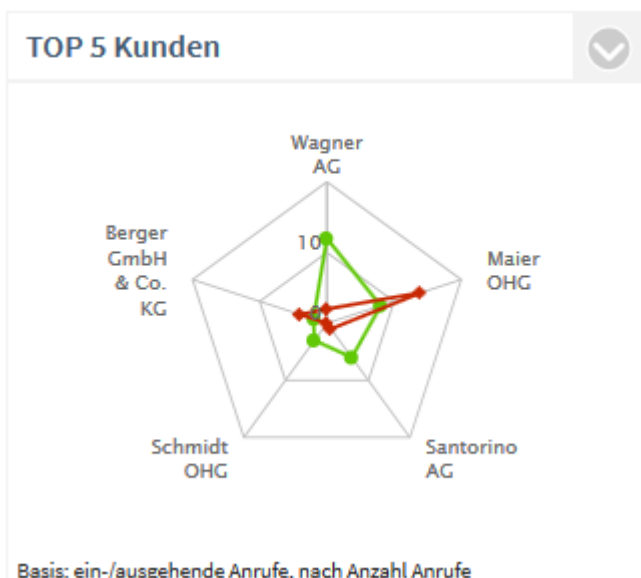 TOP 5 Kunden
Wagner
AG
10
Berger
GmbH
& Co.
KG
Maier
OHG
0
Schmidt
OHG
Santorino
AG
Basis: ein-/ausgehende Anrufe, nach Anzahl Anrufe